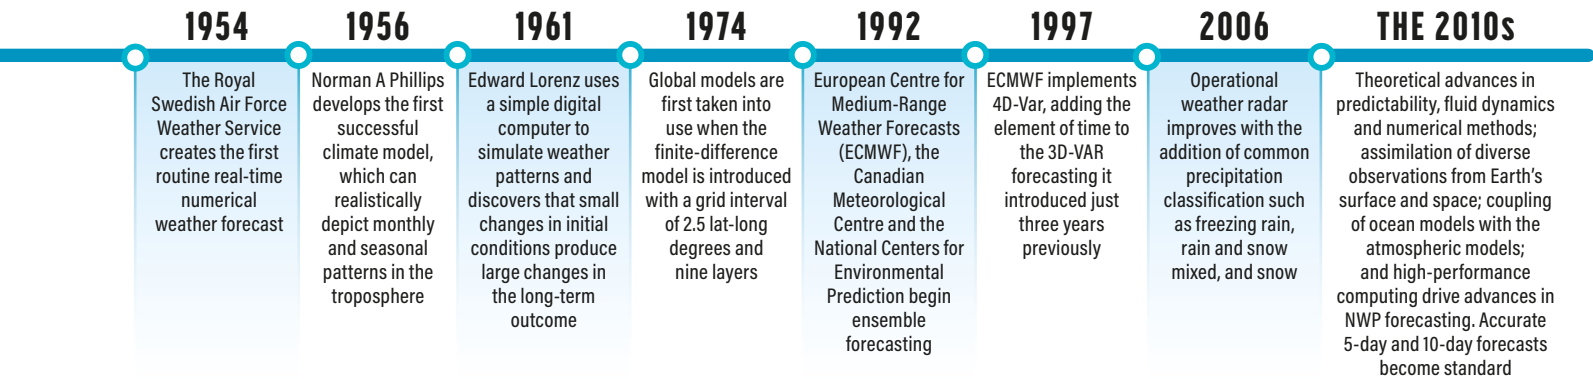 1954
The Royal
Swedish Air Force
Weather Service
creates the first
routine real-time
numerical
weather forecast
1956
Norman A Phillips
develops the first
successful
climate model,
which can
realistically
depict monthly
and seasonal
patterns in the
troposphere
1961
Edward Lorenz uses
a simple digital
computer to
simulate weather
patterns and
discovers that small
changes in initial
conditions produce
large changes in
the long-term
outcome
1974
Global models are
first taken into
use when the
finite-difference
model is introduced
with a grid interval
of 2.5 lat-long
degrees and
nine layers
1992
European Centre for
Medium-Range
Weather Forecasts
(ECMWF), the
Canadian
Meteorological
Centre and the
National Centers for
Environmental
Prediction begin
ensemble
forecasting
1997
ECMWF implements
4D-Var, adding the
element of time to
the 3D-VAR
forecasting it
introduced just
three years
previously
2006
Operational
weather radar
improves with the
addition of common
precipitation
classification such
as freezing rain,
rain and snow
mixed, and snow
THE 2010s
Theoretical advances in
predictability, fluid dynamics
and numerical methods;
assimilation of diverse
observations from Earth's
surface and space; coupling
of ocean models with the
atmospheric models;
and high-performance
computing drive advances in
NWP forecasting. Accurate
5-day and 10-day forecasts
become standard